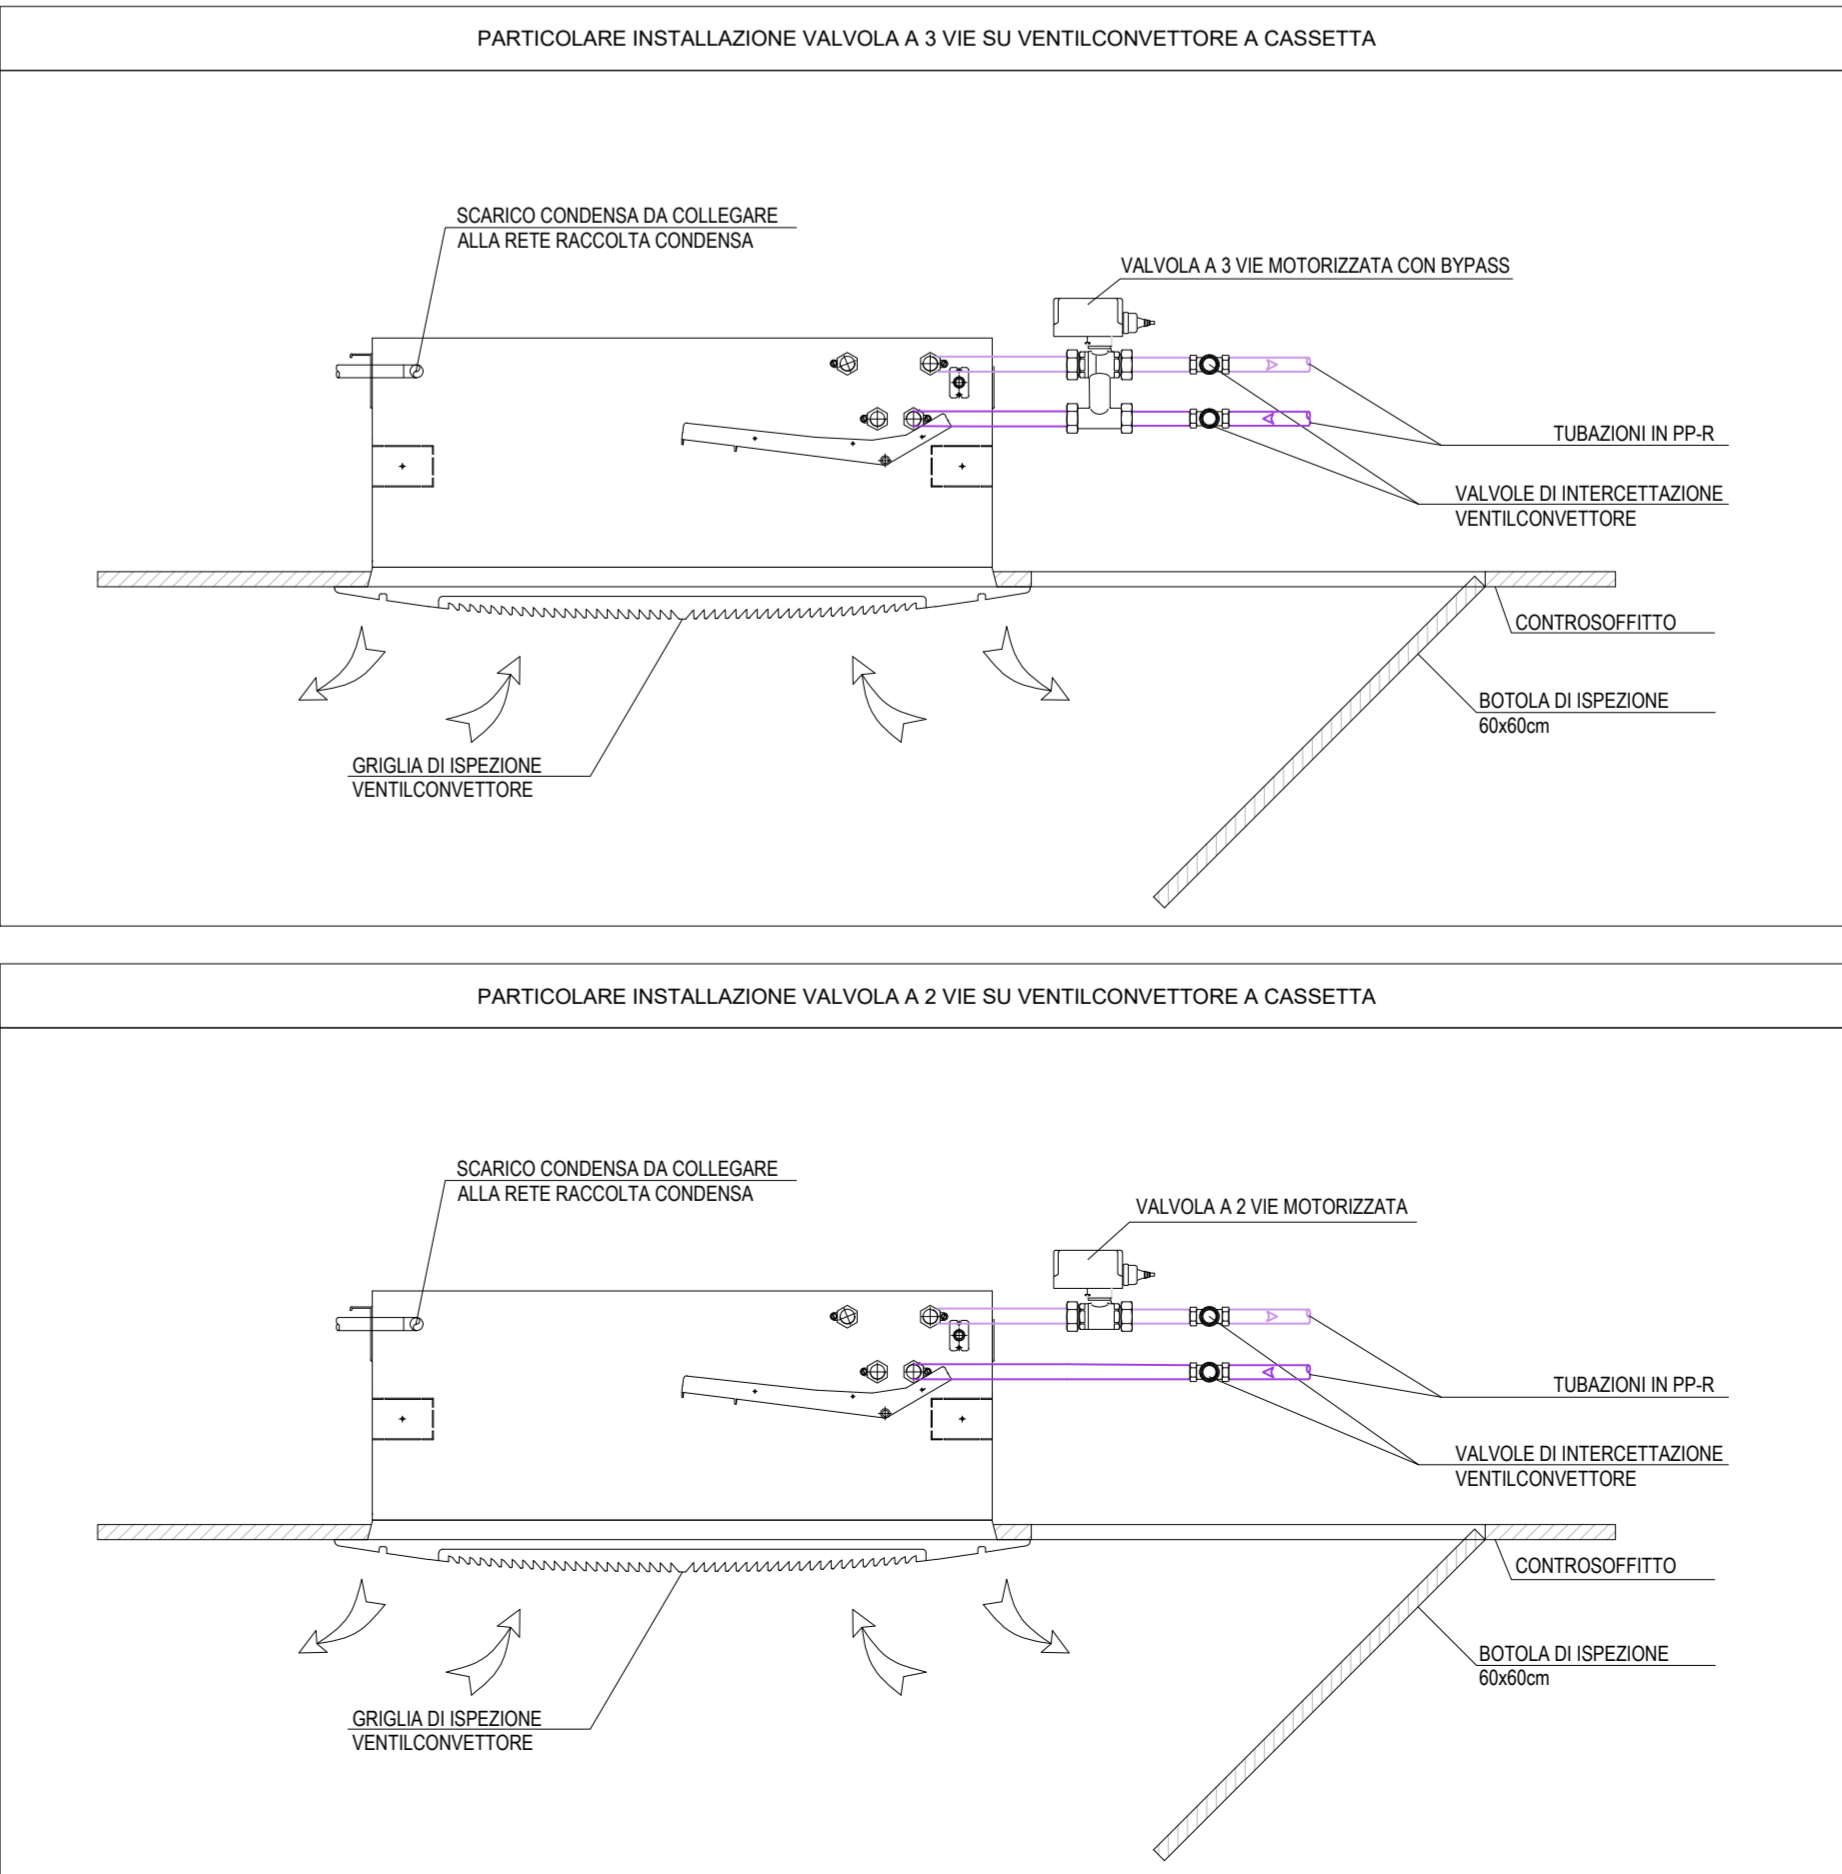 PARTICOLARE INSTALLAZIONE VALVOLA A 3 VIE SU VENTILCONVETTORE A CASSETTA
SCARICO CONDENSA DA COLLEGARE
ALLA RETE RACCOLTA CONDENSA
VALVOLA A 3 VIE MOTORIZZATA CON BYPASS
TUBAZIONI IN PP-R
VALVOLE DI INTERCETTAZIONE
VENTILCONVETTORE
CONTROSOFFITTO
BOTOLA DI ISPEZIONE
60x60cm
GRIGLIA DI ISPEZIONE
VENTILCONVETTORE
PARTICOLARE INSTALLAZIONE VALVOLA A 2 VIE SU VENTILCONVETTORE A CASSETTA
SCARICO CONDENSA DA COLLEGARE
ALLA RETE RACCOLTA CONDENSA
VALVOLA A 2 VIE MOTORIZZATA
TUBAZIONI IN PP-R
VALVOLE DI INTERCETTAZIONE
VENTILCONVETTORE
CONTROSOFFITTO
BOTOLA DI ISPEZIONE
60x60cm
GRIGLIA DI ISPEZIONE
VENTILCONVETTORE